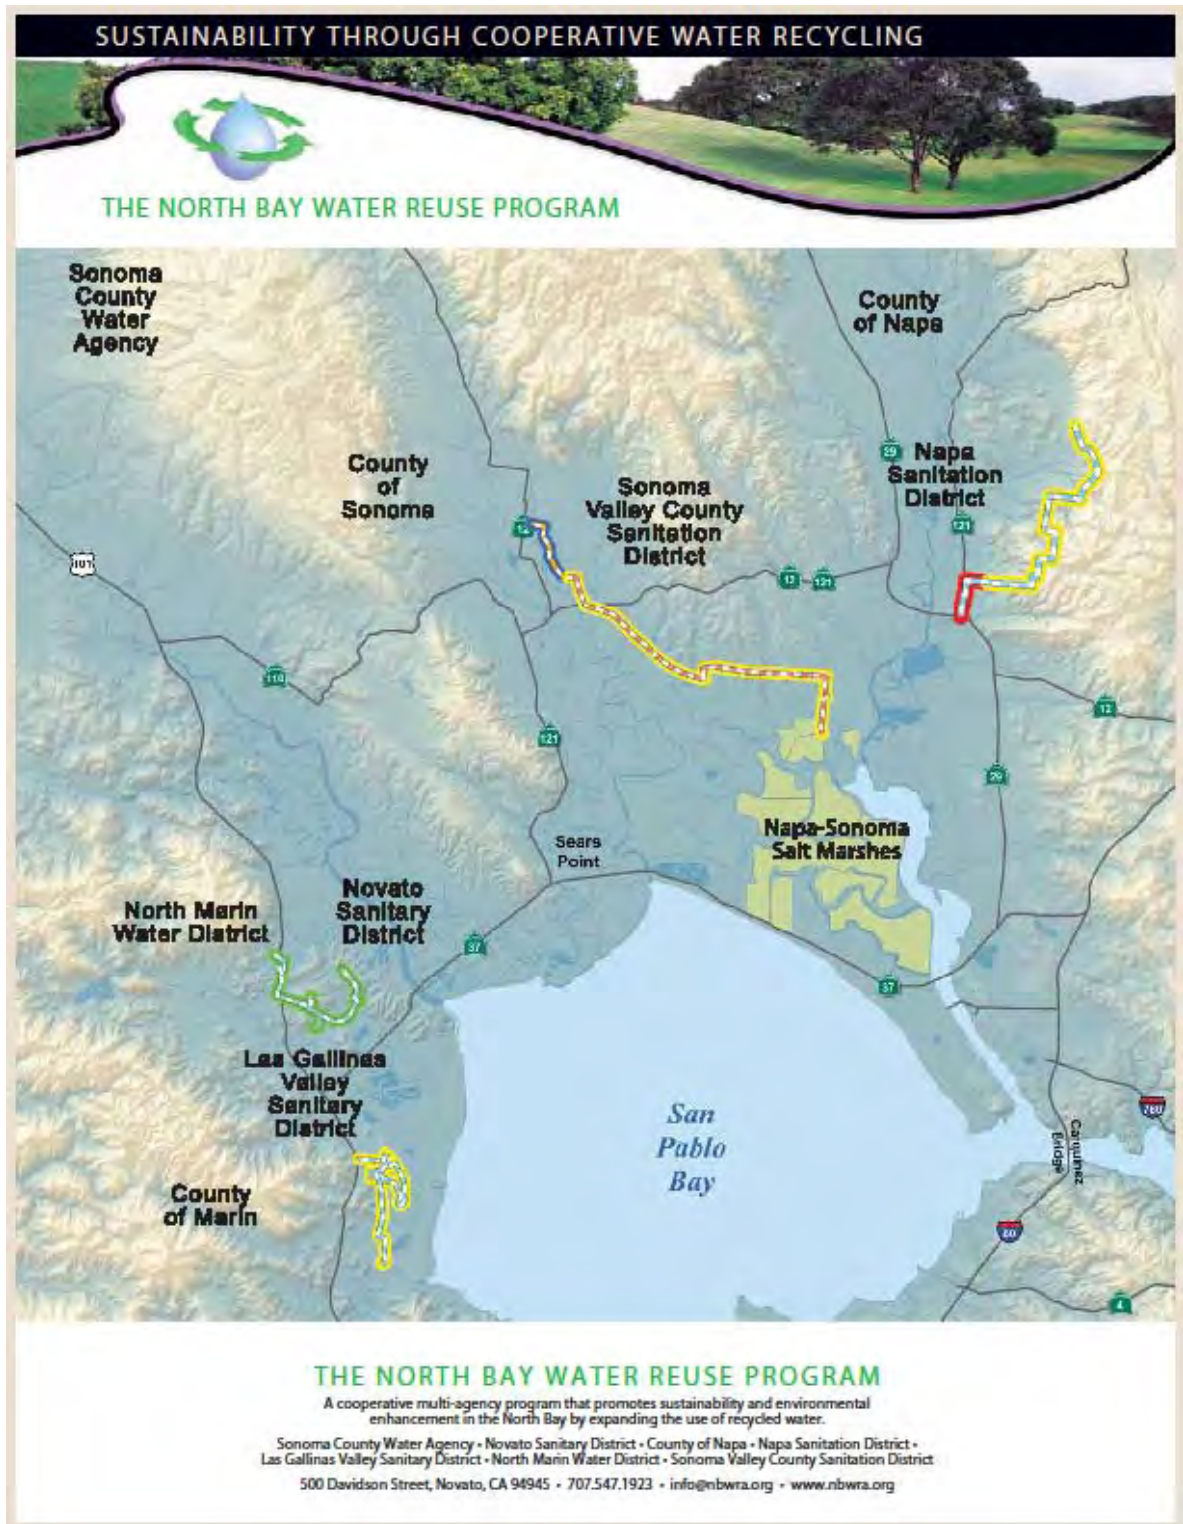 SUSTAINABILITY THROUGH COOPERATIVE WATER RECYCLING
THE NORTH BAY WATER REUSE PROGRAM
Sonoma
County
Water
Agency
County
of Napa
29
Napa
Sanitation
District
121
County
of
Sonoma
Sonoma
Valley County
Sanitation
District
12
101
12
121
116
12
121
29
Sears
Point
Napa-Sonoma
Salt Marshes
Novato
Sanitary
District
North Marin
Water District
37
37
Las Gallinas
Valley
Sanitary
District
San
Pablo
Bay
780
Carquinez
Bridge
County
of Marin
80
4
THE NORTH BAY WATER REUSE PROGRAM
A cooperative multi-agency program that promotes sustainability and environmental
enhancement in the North Bay by expanding the use of recycled water.
Sonoma County Water Agency • Novato Sanitary District • County of Napa • Napa Sanitation District •
Las Gallinas Valley Sanitary District • North Marin Water District • Sonoma Valley County Sanitation District
500 Davidson Street, Novato, CA 94945 • 707.547.1923 • info@nbwra.org • www.nbwra.org